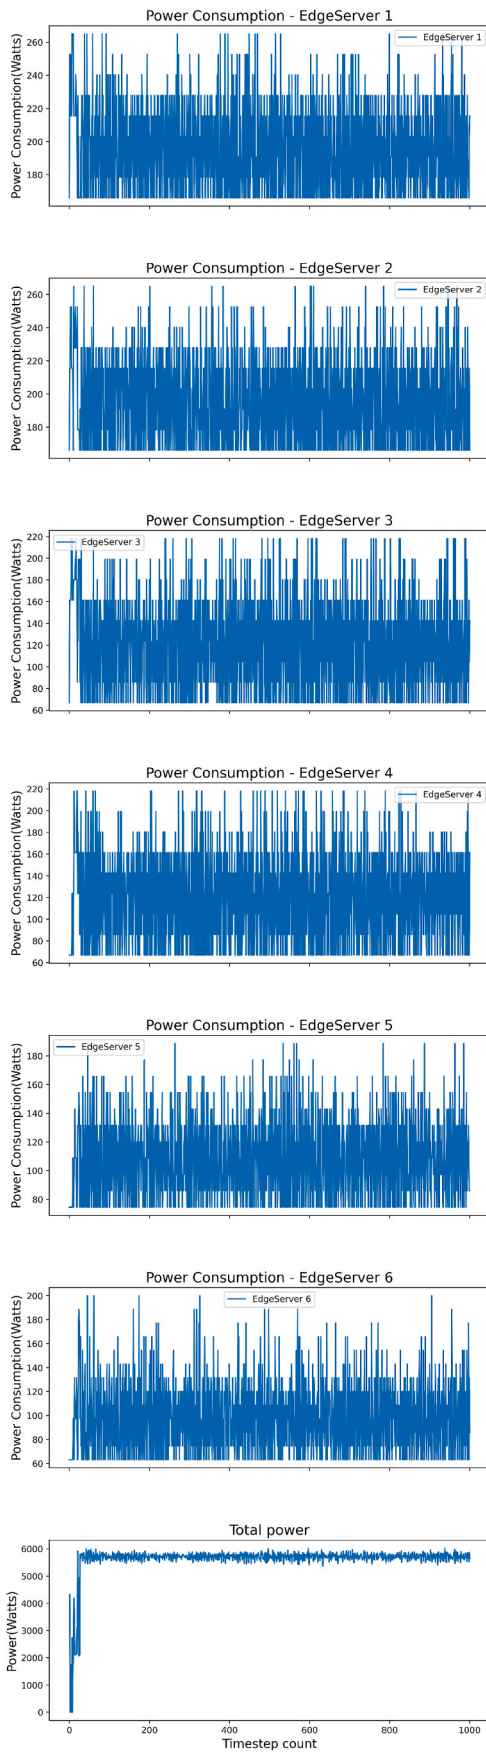 Power Consumption - EdgeServer 1
Power Consumption(Watts)
260
240
220
200
180
EdgeServer 1
Power Consumption - EdgeServer 2
Power Consumption(Watts)
260
240
220
200
180
EdgeServer 2
Power Consumption - EdgeServer 3
Power Consumption(Watts)
220
200
180
160
140
120
100
80
60
EdgeServer 3
Power Consumption - EdgeServer 4
Power Consumption(Watts)
220
200
180
160
140
120
100
80
60
EdgeServer 4
Power Consumption - EdgeServer 5
Power Consumption(Watts)
180
160
140
120
100
80
EdgeServer 5
Power Consumption - EdgeServer 6
Power Consumption(Watts)
200
180
160
140
120
100
80
60
EdgeServer 6
Total power
Power(Watts)
6000
5000
4000
3000
2000
1000
0
0 200 400 600 800 1000
Timestep count